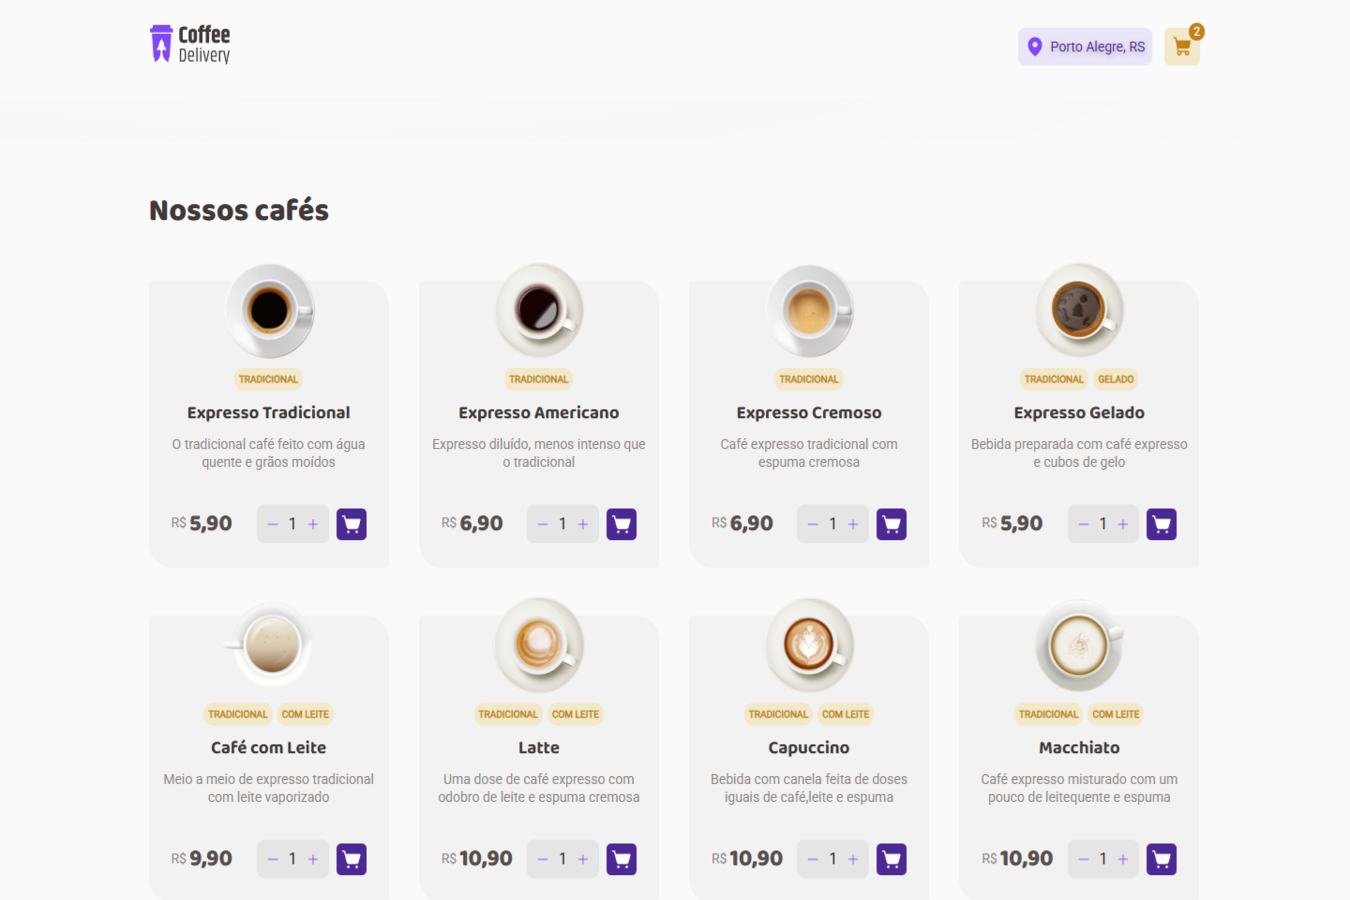 Coffee
Delivery
Porto Alegre, RS
2
Nossos cafés
TRADICIONAL
Expresso Tradicional
O tradicional café feito com água
quente e grãos moídos
R$ 5,90 − 1 +
TRADICIONAL
Expresso Americano
Expresso diluído, menos intenso que
o tradicional
R$ 6,90 − 1 +
TRADICIONAL
Expresso Cremoso
Café expresso tradicional com
espuma cremosa
R$ 6,90 − 1 +
TRADICIONAL GELADO
Expresso Gelado
Bebida preparada com café expresso
e cubos de gelo
R$ 5,90 − 1 +
TRADICIONAL COM LEITE
Café com Leite
Meio a meio de expresso tradicional
com leite vaporizado
R$ 9,90 − 1 +
TRADICIONAL COM LEITE
Latte
Uma dose de café expresso com
odobro de leite e espuma cremosa
R$ 10,90 − 1 +
TRADICIONAL COM LEITE
Capuccino
Bebida com canela feita de doses
iguais de café,leite e espuma
R$ 10,90 − 1 +
TRADICIONAL COM LEITE
Macchiato
Café expresso misturado com um
pouco de leitequente e espuma
R$ 10,90 − 1 +